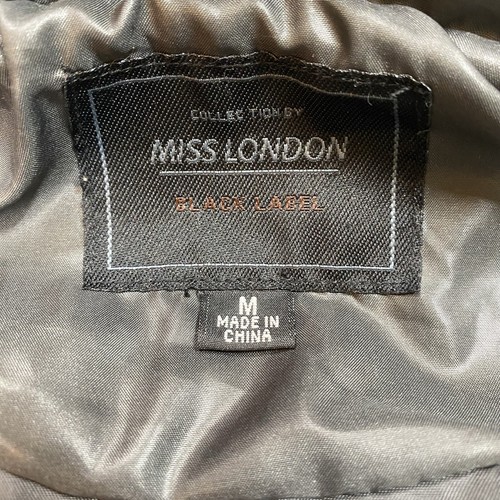 COLLECTION BY
MISS LONDON
BLACK LABEL
M
MADE IN
CHINA